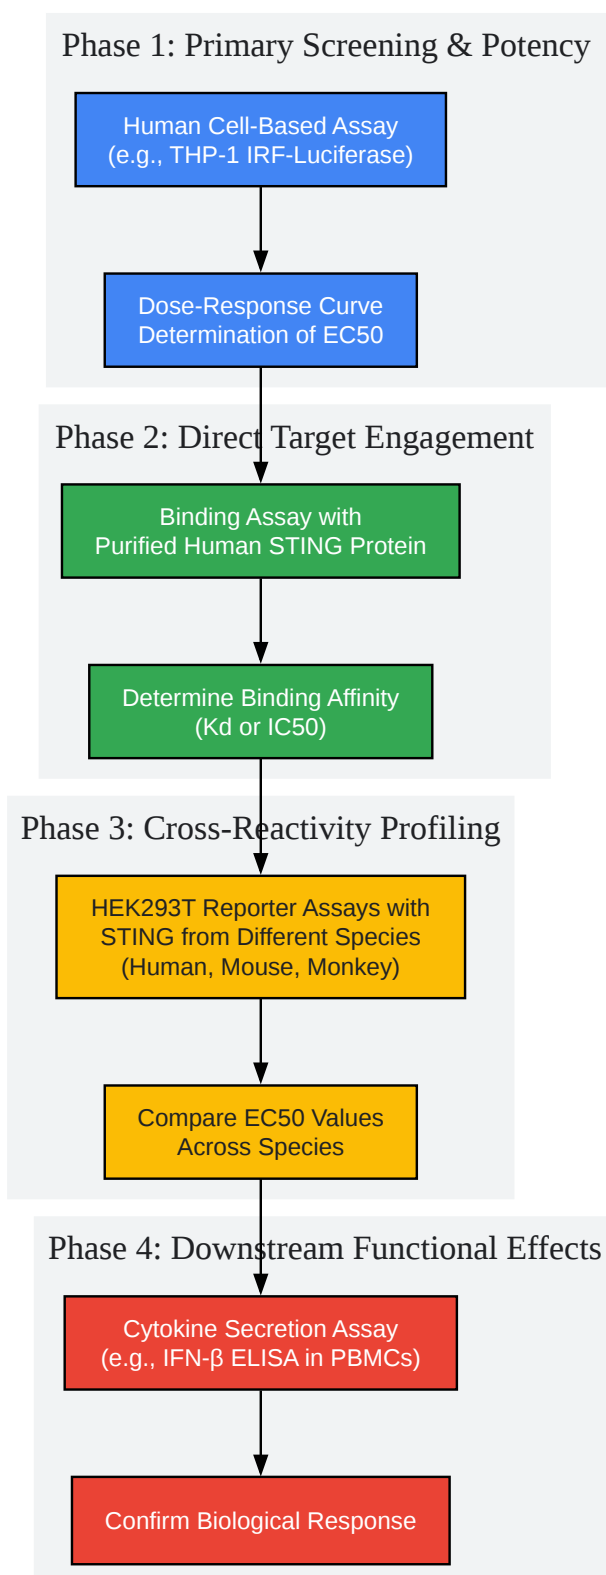 Phase 1: Primary Screening & Potency
Human Cell-Based Assay
(e.g., THP-1 IRF-Luciferase)
Dose-Response Curve
Determination of EC50
Phase 2: Direct Target Engagement
Binding Assay with
Purified Human STING Protein
Determine Binding Affinity
(Kd or IC50)
Phase 3: Cross-Reactivity Profiling
HEK293T Reporter Assays with
STING from Different Species
(Human, Mouse, Monkey)
Compare EC50 Values
Across Species
Phase 4: Downstream Functional Effects
Cytokine Secretion Assay
(e.g., IFN-β ELISA in PBMCs)
Confirm Biological Response